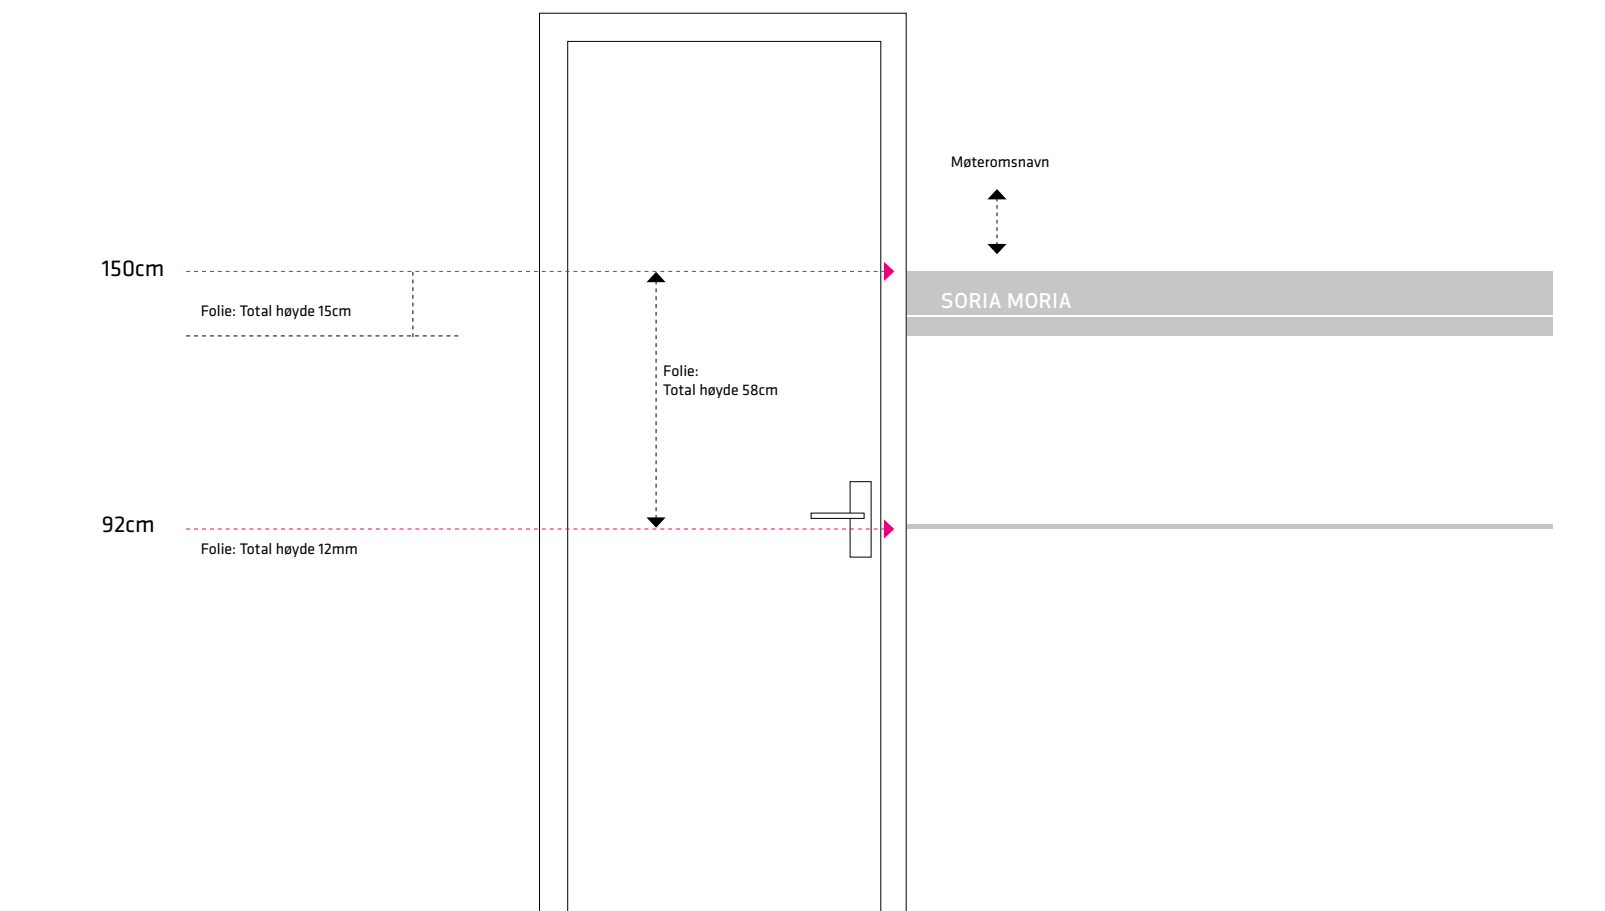 Møteromsnavn
150cm
SORIA MORIA
Folie: Total høyde 15cm
Folie:
Total høyde 58cm
92cm
Folie: Total høyde 12mm